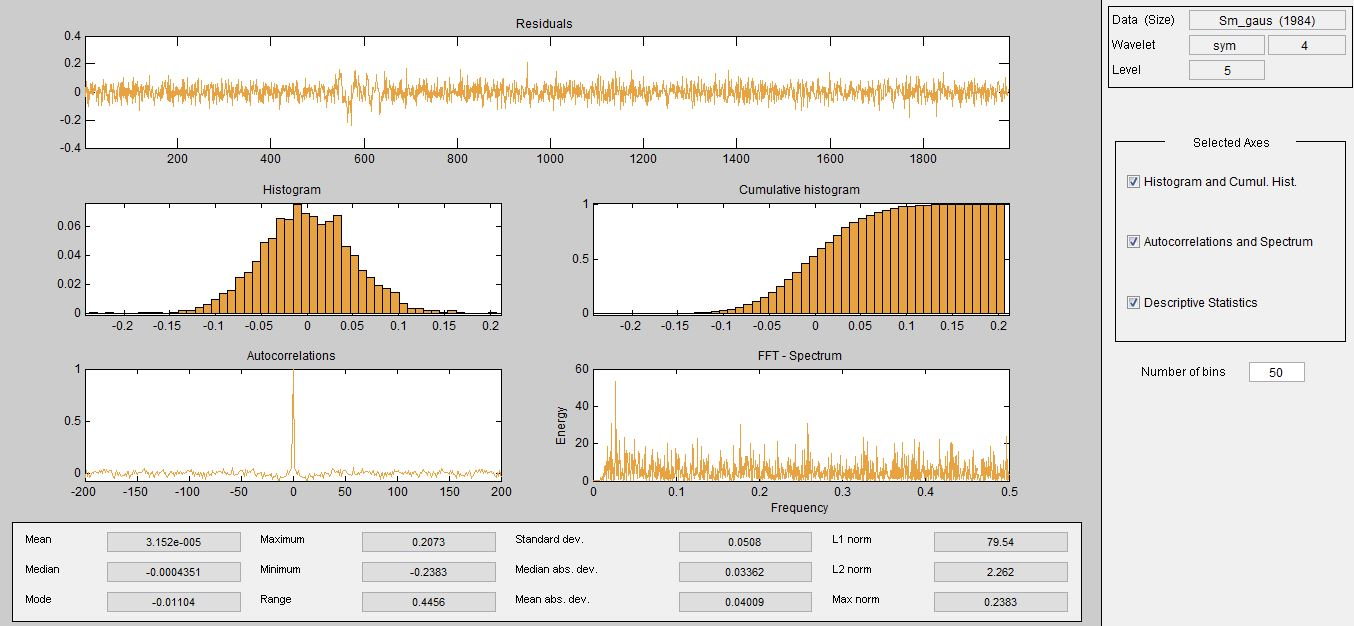 Residuals
0.4
0.2
0
-0.2
-0.4
200 400 600 800 1000 1200 1400 1600 1800
Histogram
0.06
0.04
0.02
0
-0.2 -0.15 -0.1 -0.05 0 0.05 0.1 0.15 0.2
Cumulative histogram
1
0.5
0
-0.2 -0.15 -0.1 -0.05 0 0.05 0.1 0.15 0.2
Autocorrelations
1
0.5
0
-200 -150 -100 -50 0 50 100 150 200
FFT - Spectrum
Energy
60
40
20
0
0 0.1 0.2 0.3 0.4 0.5
Frequency
Mean 3.152e-005 Maximum 0.2073 Standard dev. 0.0508 L1 norm 79.54
Median -0.0004351 Minimum -0.2383 Median abs. dev. 0.03362 L2 norm 2.262
Mode -0.01104 Range 0.4456 Mean abs. dev. 0.04009 Max norm 0.2383
Data (Size) Sm_gaus (1984)
Wavelet sym 4
Level 5
Selected Axes
Histogram and Cumul. Hist.
Autocorrelations and Spectrum
Descriptive Statistics
Number of bins 50